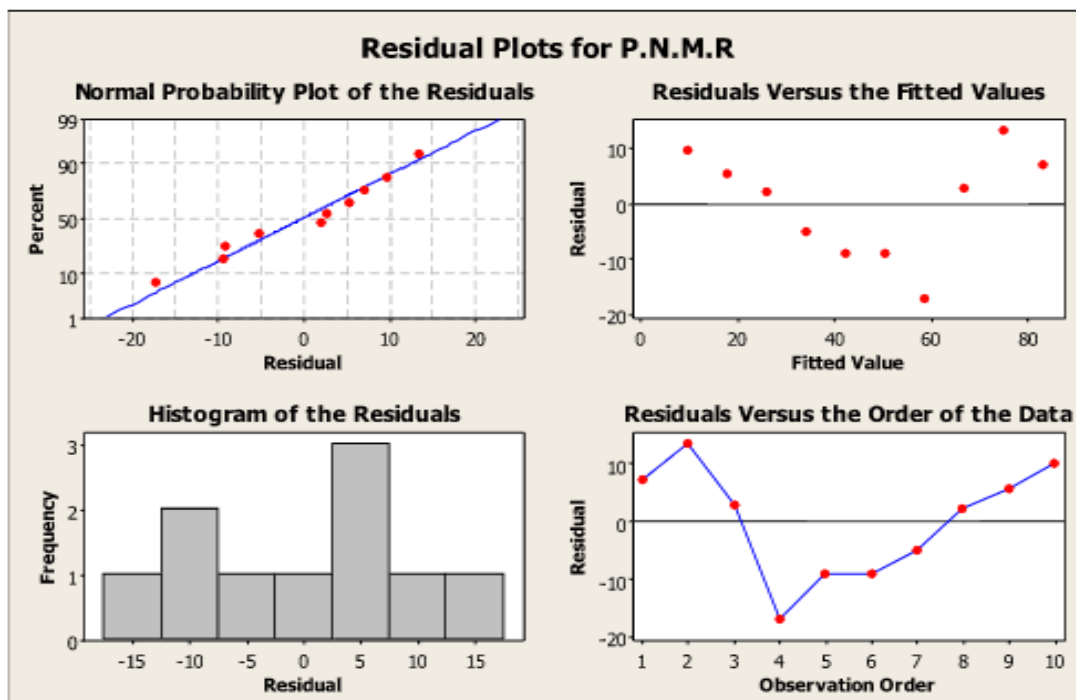 Residual Plots for P.N.M.R
Normal Probability Plot of the Residuals
99
90
50
10
1
Percent
-20 -10 0 10 20
Residual
Residuals Versus the Fitted Values
10
0
-10
-20
Residual
0 20 40 60 80
Fitted Value
Histogram of the Residuals
3
2
1
0
Frequency
-15 -10 -5 0 5 10 15
Residual
Residuals Versus the Order of the Data
10
0
-10
-20
Residual
1 2 3 4 5 6 7 8 9 10
Observation Order